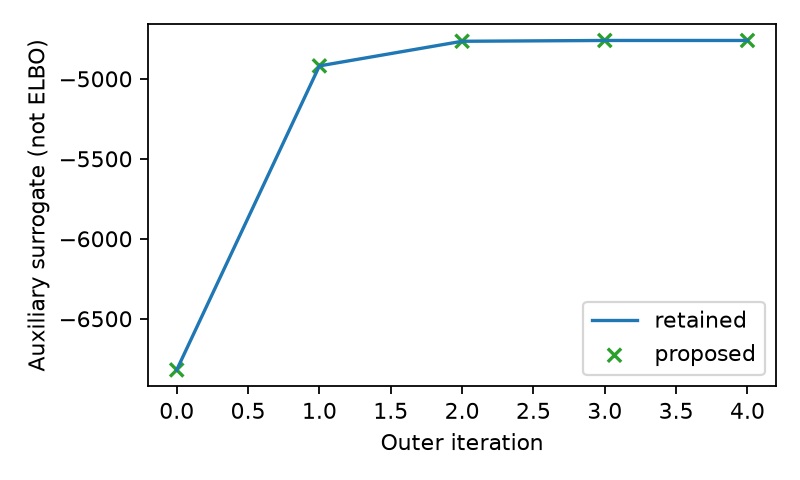 Auxiliary surrogate (not ELBO)
−5000
−5500
−6000
−6500
retained
proposed
0.0 0.5 1.0 1.5 2.0 2.5 3.0 3.5 4.0
Outer iteration